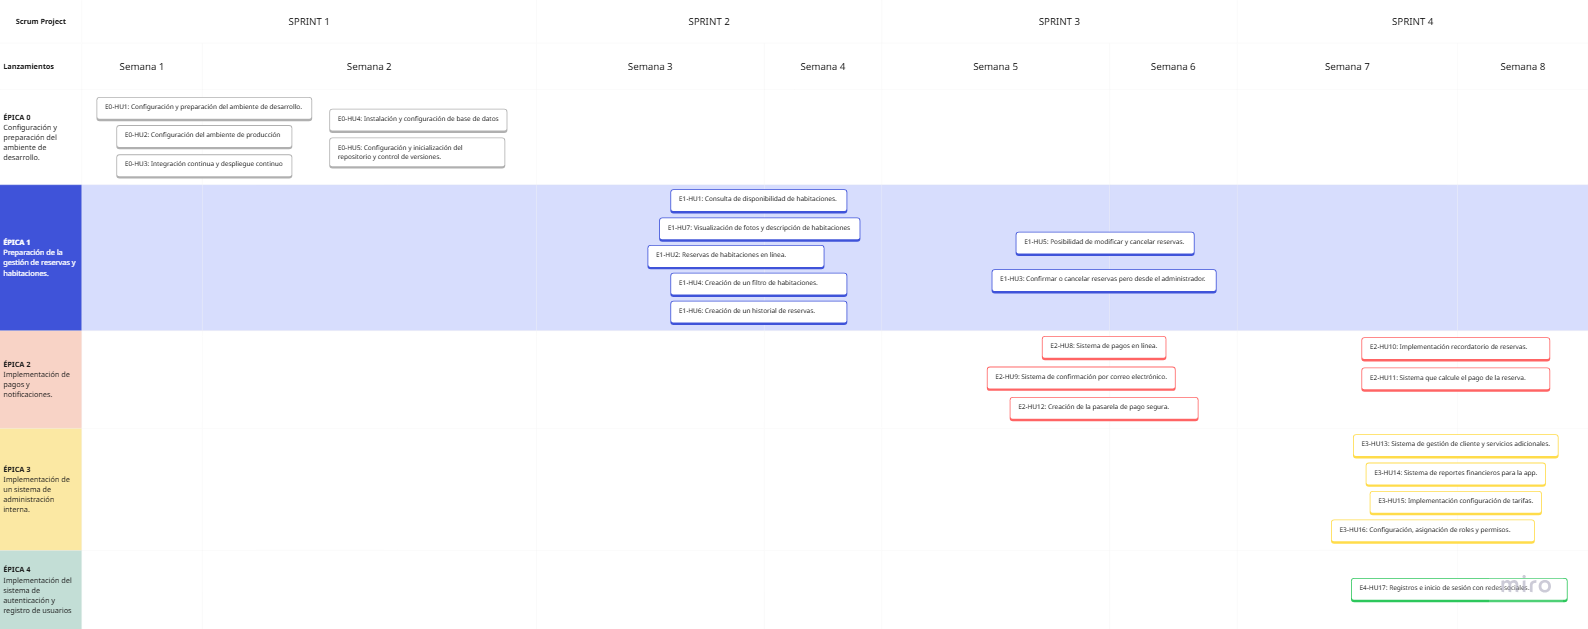 Scrum Project
SPRINT 1
SPRINT 2
SPRINT 3
SPRINT 4
Lanzamientos
Semana 1
Semana 2
Semana 3
Semana 4
Semana 5
Semana 6
Semana 7
Semana 8
ÉPICA 0
Configuración y
preparación del
ambiente de
desarrollo.
E0-HU1: Configuración y preparación del ambiente de desarrollo.
E0-HU2: Configuración del ambiente de producción
E0-HU3: Integración continua y despliegue continuo
E0-HU4: Instalación y configuración de base de datos
E0-HU5: Configuración y inicialización del
repositorio y control de versiones.
ÉPICA 1
Preparación de la
gestión de reservas y
habitaciones.
E1-HU1: Consulta de disponibilidad de habitaciones.
E1-HU7: Visualización de fotos y descripción de habitaciones
E1-HU2: Reservas de habitaciones en línea.
E1-HU4: Creación de un filtro de habitaciones.
E1-HU6: Creación de un historial de reservas.
E1-HU5: Posibilidad de modificar y cancelar reservas.
E1-HU3: Confirmar o cancelar reservas pero desde el administrador.
ÉPICA 2
Implementación de
pagos y
notificaciones.
E2-HU8: Sistema de pagos en línea.
E2-HU9: Sistema de confirmación por correo electrónico.
E2-HU12: Creación de la pasarela de pago segura.
E2-HU10: Implementación recordatorio de reservas.
E2-HU11: Sistema que calcule el pago de la reserva.
ÉPICA 3
Implementación de
un sistema de
administración
interna.
E3-HU13: Sistema de gestión de cliente y servicios adicionales.
E3-HU14: Sistema de reportes financieros para la app.
E3-HU15: Implementación configuración de tarifas.
E3-HU16: Configuración, asignación de roles y permisos.
ÉPICA 4
Implementación del
sistema de
autenticación y
registro de usuarios
E4-HU17: Registros e inicio de sesión con redes sociales.
miro